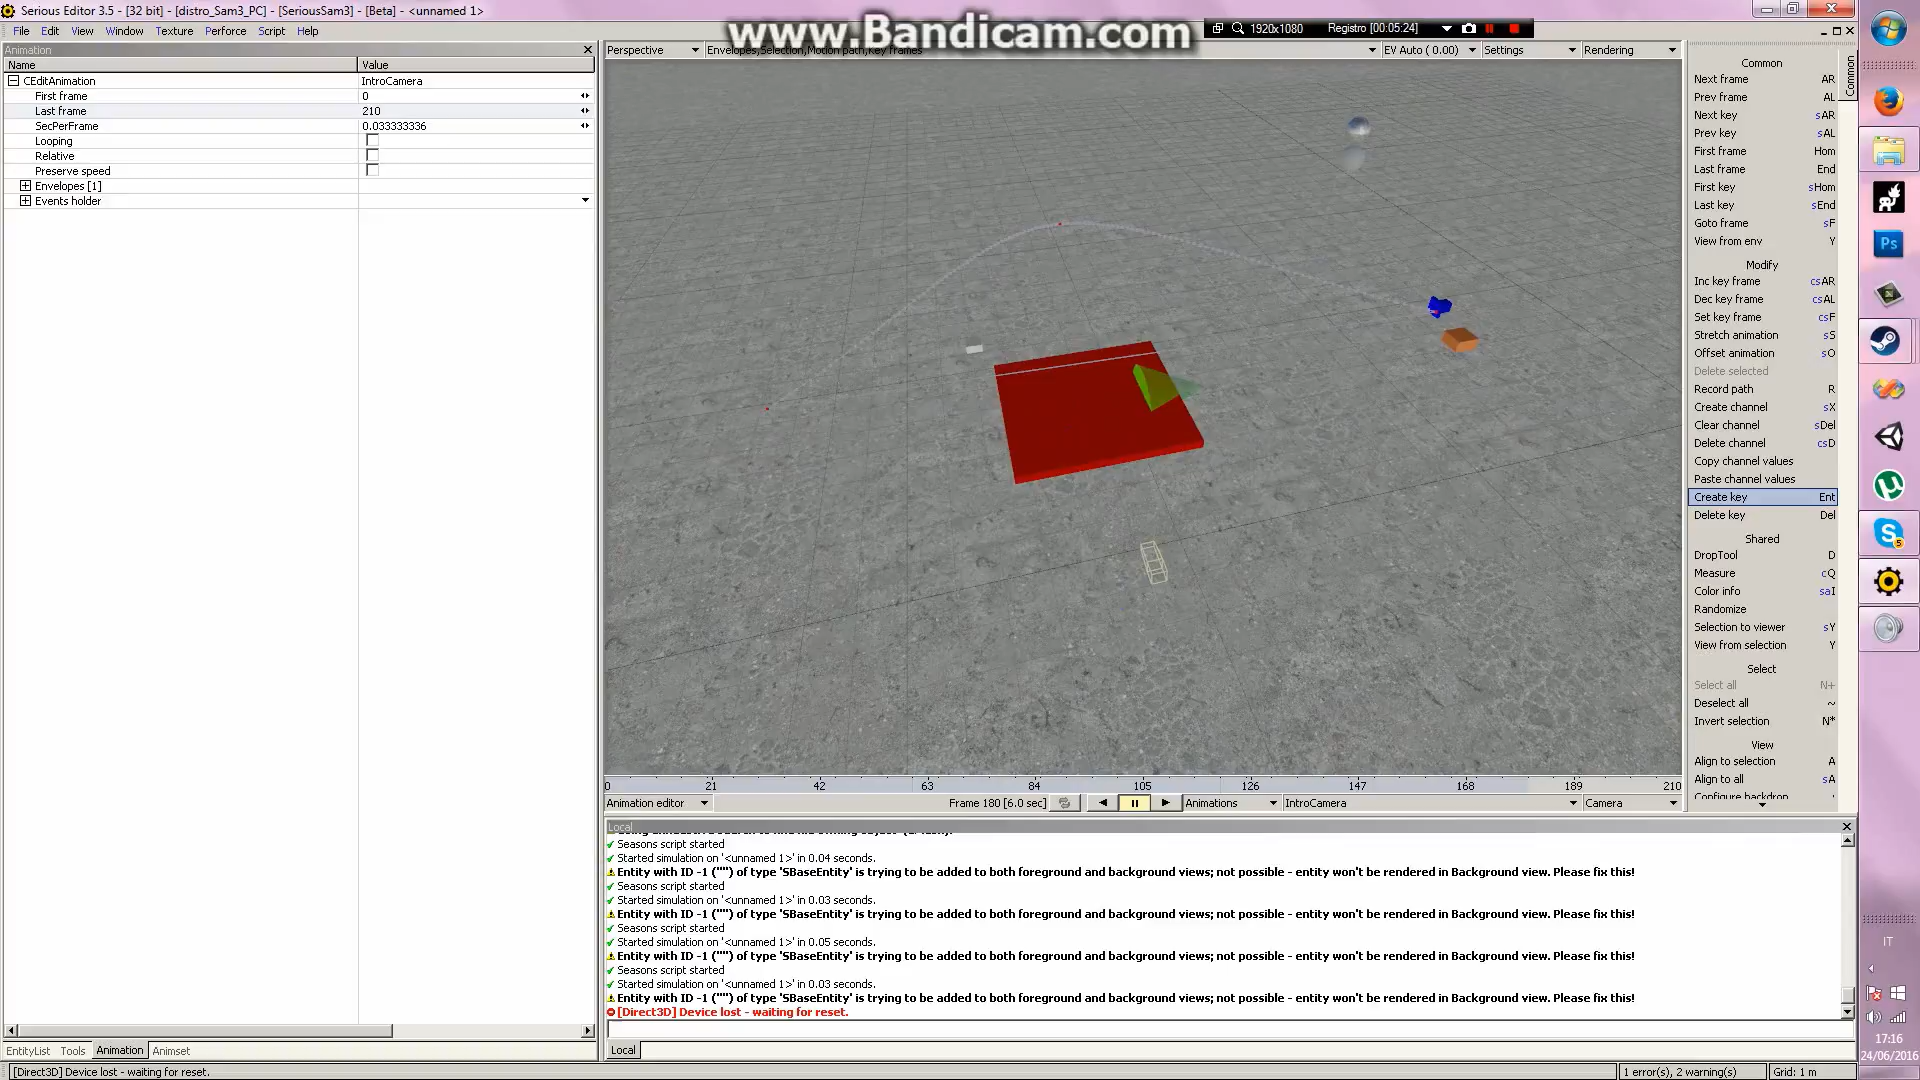 Serious Editor 3.5 - [32 bit] - [distro_Sam3_PC] - [SeriousSam3] - [Beta] - <unnamed 1>
www.Bandicam.com
1920x1080 Registro [00:05:24]
File Edit View Window Texture Perforce Script Help
Animation
Name Value
CEditAnimation IntroCamera
First frame 0
Last frame 210
SecPerFrame 0.033333336
Looping
Relative
Preserve speed
Envelopes [1]
Events holder
Perspective Envelopes,Selection,Motion path,Key frames EV Auto ( 0.00) Settings Rendering
Common
Common
Next frame AR
Prev frame AL
Next key sAR
Prev key sAL
First frame Hom
Last frame End
First key sHom
Last key sEnd
Goto frame sF
View from env Y
Modify
Inc key frame csAR
Dec key frame csAL
Set key frame csF
Stretch animation sS
Offset animation sO
Delete selected
Record path R
Create channel sX
Clear channel sDel
Delete channel csD
Copy channel values
Paste channel values
Create key Ent
Delete key Del
Shared
DropTool D
Measure cQ
Color info saI
Randomize
Selection to viewer sY
View from selection Y
Select
Select all N+
Deselect all ~
Invert selection N*
View
Align to selection A
Align to all sA
Configure backdrop
0 21 42 63 84 105 126 147 168 189 210
Animation editor Frame 180 [6.0 sec] Animations IntroCamera Camera
Local
Seasons script started
Started simulation on '<unnamed 1>' in 0.04 seconds.
Entity with ID -1 ("") of type 'SBaseEntity' is trying to be added to both foreground and background views; not possible - entity won't be rendered in Background view. Please fix this!
Seasons script started
Started simulation on '<unnamed 1>' in 0.03 seconds.
Entity with ID -1 ("") of type 'SBaseEntity' is trying to be added to both foreground and background views; not possible - entity won't be rendered in Background view. Please fix this!
Seasons script started
Started simulation on '<unnamed 1>' in 0.05 seconds.
Entity with ID -1 ("") of type 'SBaseEntity' is trying to be added to both foreground and background views; not possible - entity won't be rendered in Background view. Please fix this!
Seasons script started
Started simulation on '<unnamed 1>' in 0.03 seconds.
Entity with ID -1 ("") of type 'SBaseEntity' is trying to be added to both foreground and background views; not possible - entity won't be rendered in Background view. Please fix this!
[Direct3D] Device lost - waiting for reset.
Local
EntityList Tools Animation Animset
[Direct3D] Device lost - waiting for reset.
1 error(s), 2 warning(s) Grid: 1 m
Ps
S
5
IT
17:16
24/06/2016